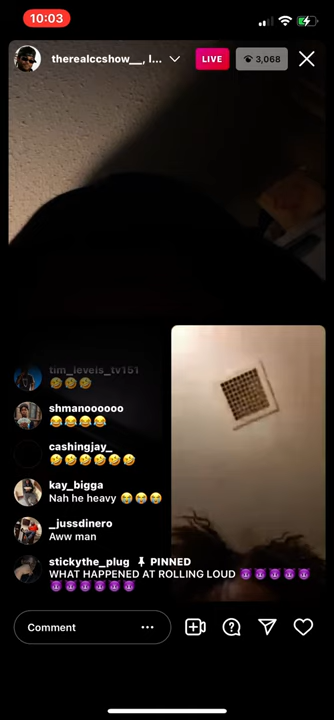 10:03
therealccshow__, l...
LIVE
3,068
tim_levels_tv151
🤣🤣🤣
shmanoooooo
😂😂😂😂
cashingjay_
🤣🤣🤣🤣🤣🤣
kay_bigga
Nah he heavy 😭😭😭
_jussdinero
Aww man
stickythe_plug PINNED
WHAT HAPPENED AT ROLLING LOUD 😈😈😈😈😈
😈😈😈😈😈😈
Comment